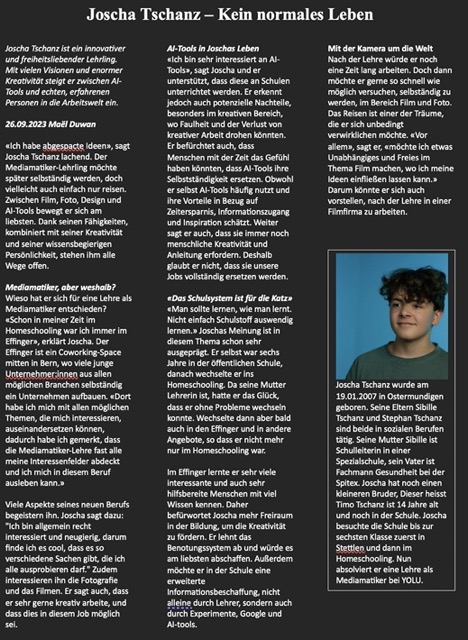 Joscha Tschanz – Kein normales Leben
Joscha Tschanz ist ein innovativer
und freiheitsliebender Lehrling.
Mit vielen Visionen und enormer
Kreativität steigt er zwischen AI-
Tools und echten, erfahrenen
Personen in die Arbeitswelt ein.
26.09.2023 Maël Duwan
«Ich habe abgespacte Ideen», sagt
Joscha Tschanz lachend. Der
Mediamatiker-Lehrling möchte
später selbständig werden, doch
vielleicht auch einfach nur reisen.
Zwischen Film, Foto, Design und
AI-Tools bewegt er sich am
liebsten. Dank seinen Fähigkeiten,
kombiniert mit seiner Kreativität
und seiner wissensbegierigen
Persönlichkeit, stehen ihm alle
Wege offen.
Mediamatiker, aber weshalb?
Wieso hat er sich für eine Lehre als
Mediamatiker entschieden?
«Schon in meiner Zeit im
Homeschooling war ich immer im
Effinger», erklärt Joscha. Der
Effinger ist ein Coworking-Space
mitten in Bern, wo viele junge
Unternehmer:innen aus allen
möglichen Branchen selbständig
ein Unternehmen aufbauen. «Dort
habe ich mich mit allen möglichen
Themen, die mich interessieren,
auseinandersetzen können,
dadurch habe ich gemerkt, dass
die Mediamatiker-Lehre fast alle
meine Interessenfelder abdeckt
und ich mich in diesem Beruf
ausleben kann.»
Viele Aspekte seines neuen Berufs
begeistern ihn. Joscha sagt dazu:
"Ich bin allgemein recht
interessiert und neugierig, darum
finde ich es cool, dass es so
verschiedene Sachen gibt, die ich
alle ausprobieren darf." Zudem
interessieren ihn die Fotografie
und das Filmen. Er sagt auch, dass
er sehr gerne kreativ arbeite, und
dass dies in diesem Job möglich
sei.
AI-Tools in Joschas Leben
«Ich bin sehr interessiert an AI-
Tools», sagt Joscha und er
unterstützt, dass diese an Schulen
unterrichtet werden. Er erkennt
jedoch auch potenzielle Nachteile,
besonders im kreativen Bereich,
wo Faulheit und der Verlust von
kreativer Arbeit drohen könnten.
Er befürchtet auch, dass
Menschen mit der Zeit das Gefühl
haben könnten, dass AI-Tools ihre
Selbstständigkeit ersetzen. Obwohl
er selbst AI-Tools häufig nutzt und
ihre Vorteile in Bezug auf
Zeitersparnis, Informationszugang
und Inspiration schätzt. Weiter
sagt er auch, dass sie immer noch
menschliche Kreativität und
Anleitung erfordern. Deshalb
glaubt er nicht, dass sie unsere
Jobs vollständig ersetzen werden.
«Das Schulsystem ist für die Katz»
«Man sollte lernen, wie man lernt.
Nicht einfach Schulstoff auswendig
lernen.» Joschas Meinung ist in
diesem Thema schon sehr
ausgeprägt. Er selbst war sechs
Jahre in der öffentlichen Schule,
danach wechselte er ins
Homeschooling. Da seine Mutter
Lehrerin ist, hatte er das Glück,
dass er ohne Probleme wechseln
konnte. Wechselte dann aber bald
auch in den Effinger und in andere
Angebote, so dass er nicht mehr
nur im Homeschooling war.
Im Effinger lernte er sehr viele
interessante und auch sehr
hilfsbereite Menschen mit viel
Wissen kennen. Daher
befürwortet Joscha mehr Freiraum
in der Bildung, um die Kreativität
zu fördern. Er lehnt das
Benotungssystem ab und würde es
am liebsten abschaffen. Außerdem
möchte er in der Schule eine
erweiterte
Informationsbeschaffung, nicht
alleine durch Lehrer, sondern auch
durch Experimente, Google und
AI-tools.
Mit der Kamera um die Welt
Nach der Lehre würde er noch
eine Zeit lang arbeiten. Doch dann
möchte er gerne so schnell wie
möglich versuchen, selbständig zu
werden, im Bereich Film und Foto.
Das Reisen ist einer der Träume,
die er sich unbedingt
verwirklichen möchte. «Vor
allem», sagt er, «möchte ich etwas
Unabhängiges und Freies im
Thema Film machen, wo ich meine
Ideen einfließen lassen kann.»
Darum könnte er sich auch
vorstellen, nach der Lehre in einer
Filmfirma zu arbeiten.
Joscha Tschanz wurde am
19.01.2007 in Ostermundigen
geboren. Seine Eltern Sibille
Tschanz und Stephan Tschanz
sind beide in sozialen Berufen
tätig. Seine Mutter Sibille ist
Schulleiterin in einer
Spezialschule, sein Vater ist
Fachmann Gesundheit bei der
Spitex. Joscha hat noch einen
kleineren Bruder, Dieser heisst
Timo Tschanz ist 14 Jahre alt
und noch in der Schule. Joscha
besuchte die Schule bis zur
sechsten Klasse zuerst in
Stettlen und dann im
Homeschooling. Nun
absolviert er eine Lehre als
Mediamatiker bei YOLU.